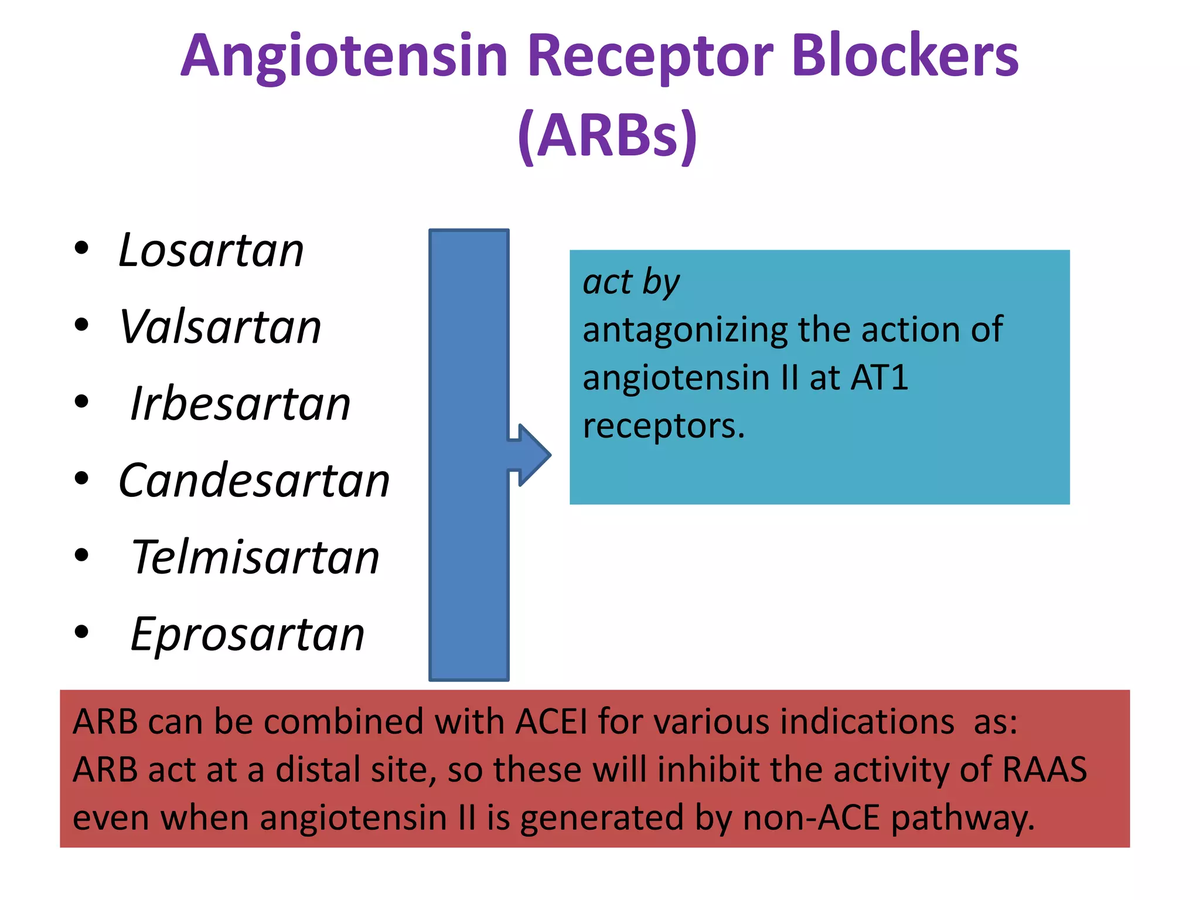 Angiotensin Receptor Blockers
(ARBs)
• Losartan
• Valsartan
• Irbesartan
• Candesartan
• Telmisartan
• Eprosartan
act by
antagonizing the action of
angiotensin II at AT1
receptors.
ARB can be combined with ACEI for various indications as:
ARB act at a distal site, so these will inhibit the activity of RAAS
even when angiotensin II is generated by non-ACE pathway.